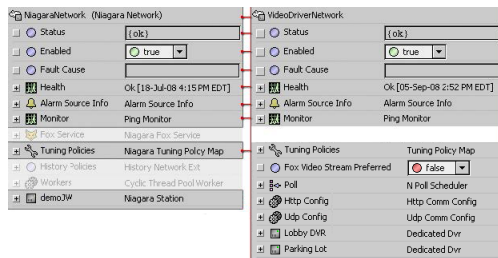 NiagaraNetwork (Niagara Network)
Status {ok}
Enabled true
Fault Cause
Health Ok [18-Jul-08 4:15 PM EDT]
Alarm Source Info Alarm Source Info
Monitor Ping Monitor
Fox Service Niagara Fox Service
Tuning Policies Niagara Tuning Policy Map
History Policies History Network Ext
Workers Cyclic Thread Pool Worker
demoJW Niagara Station
VideoDriverNetwork
Status {ok}
Enabled true
Fault Cause
Health Ok [05-Sep-08 2:52 PM EDT]
Alarm Source Info Alarm Source Info
Monitor Ping Monitor
Tuning Policies Tuning Policy Map
Fox Video Stream Preferred false
Poll N Poll Scheduler
Http Config Http Comm Config
Udp Config Udp Comm Config
Lobby DVR Dedicated Dvr
Parking Lot Dedicated Dvr